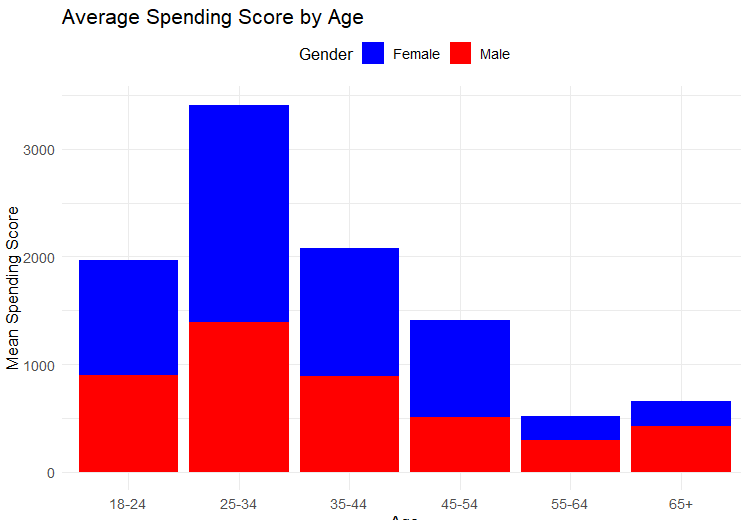 Average Spending Score by Age
Gender Female Male
Mean Spending Score
3000
2000
1000
0
18-24 25-34 35-44 45-54 55-64 65+
Age